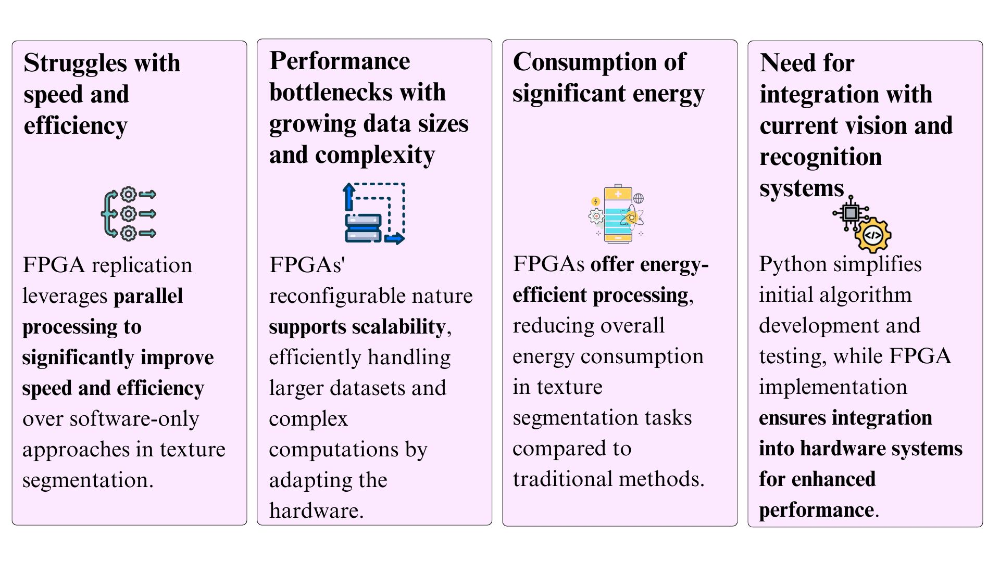 Struggles with
speed and
efficiency
FPGA replication
leverages parallel
processing to
significantly improve
speed and efficiency
over software-only
approaches in texture
segmentation.
Performance
bottlenecks with
growing data sizes
and complexity
FPGAs'
reconfigurable nature
supports scalability,
efficiently handling
larger datasets and
complex
computations by
adapting the
hardware.
Consumption of
significant energy
FPGAs offer energy-
efficient processing,
reducing overall
energy consumption
in texture
segmentation tasks
compared to
traditional methods.
Need for
integration with
current vision and
recognition
systems
</>
Python simplifies
initial algorithm
development and
testing, while FPGA
implementation
ensures integration
into hardware systems
for enhanced
performance.